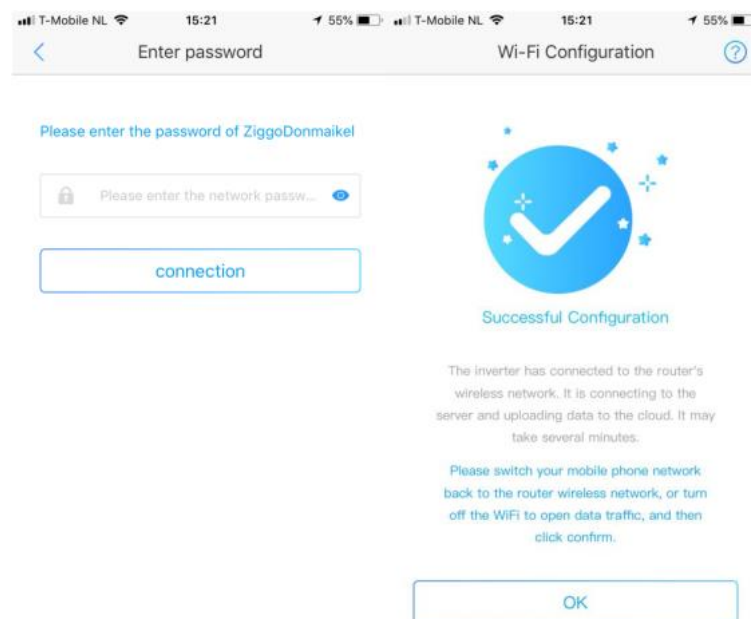 T-Mobile NL 15:21 55%
Enter password
Please enter the password of ZiggoDonmaikel
Please enter the network passw...
connection
T-Mobile NL 15:21 55%
Wi-Fi Configuration ?
Successful Configuration
The inverter has connected to the router's
wireless network. It is connecting to the
server and uploading data to the cloud. It may
take several minutes.
Please switch your mobile phone network
back to the router wireless network, or turn
off the WiFi to open data traffic, and then
click confirm.
OK